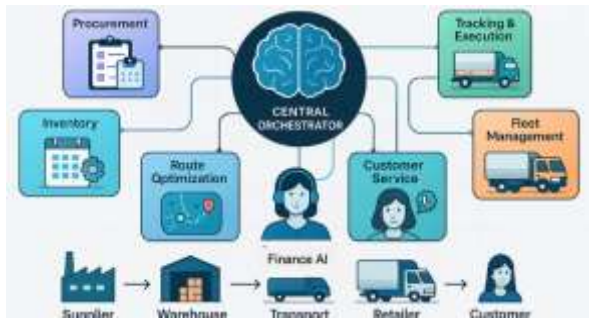 Procurement
Tracking &
Execution
CENTRAL
ORCHESTRATOR
Inventory
Fleet
Management
Route
Optimization
Customer
Service
Finance AI
Supplier
Warehouse
Transport
Retailer
Customer